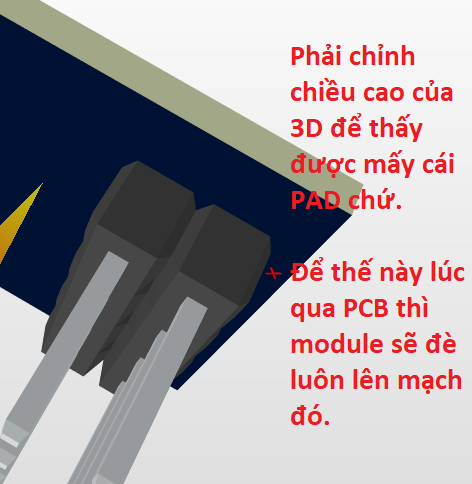 Phải chỉnh
chiều cao của
3D để thấy
được mấy cái
PAD chứ.
Để thế này lúc
qua PCB thì
module sẽ đè
luôn lên mạch
đó.